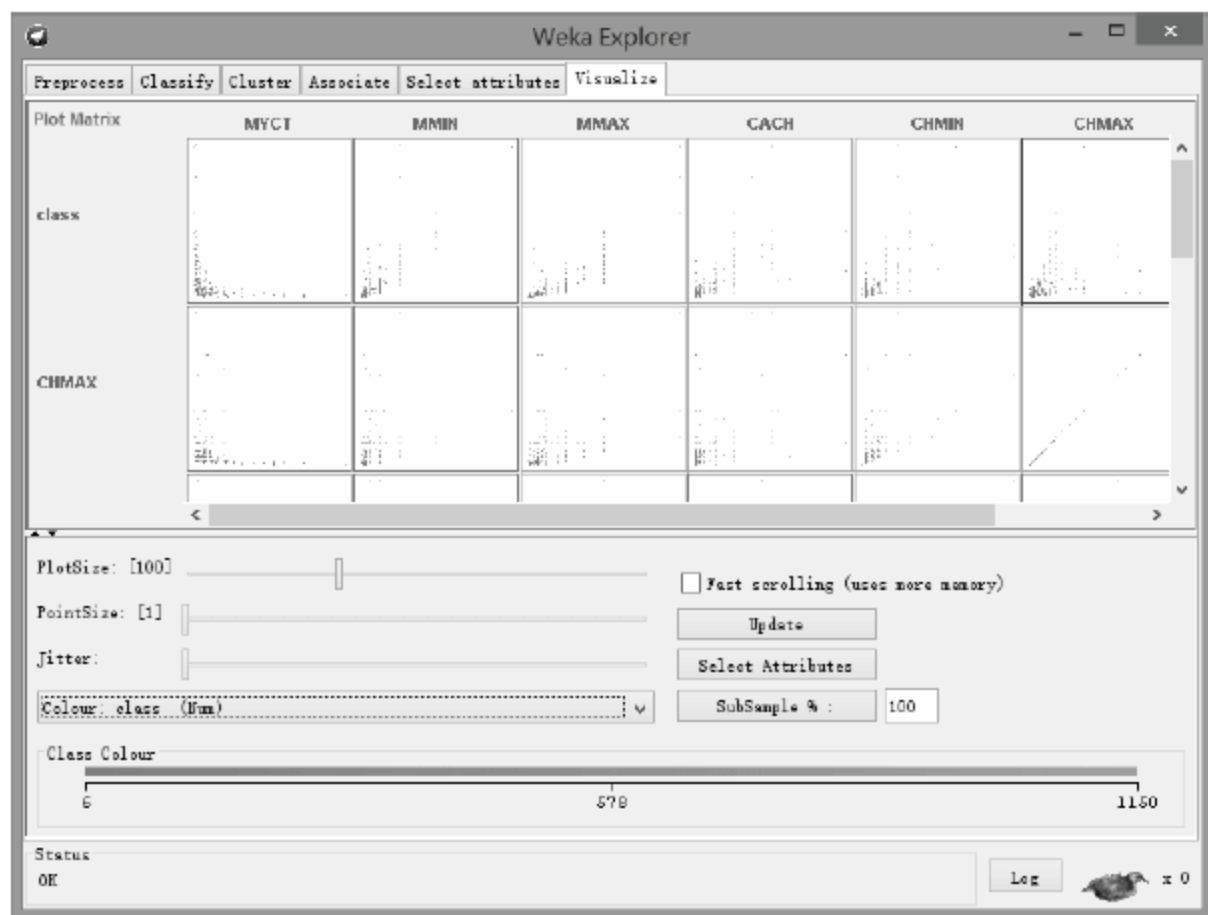 Weka Explorer
Preprocess Classify Cluster Associate Select attributes Visualize
Plot Matrix MYCT MMIN MMAX CACH CHMIN CHMAX
class
CHMAX
PlotSize: [100]
Fast scrolling (uses more memory)
PointSize: [1]
Update
Jitter:
Select Attributes
Colour: class (Num)
SubSample % : 100
Class Colour
6 578 1150
Status
OK
Log x 0